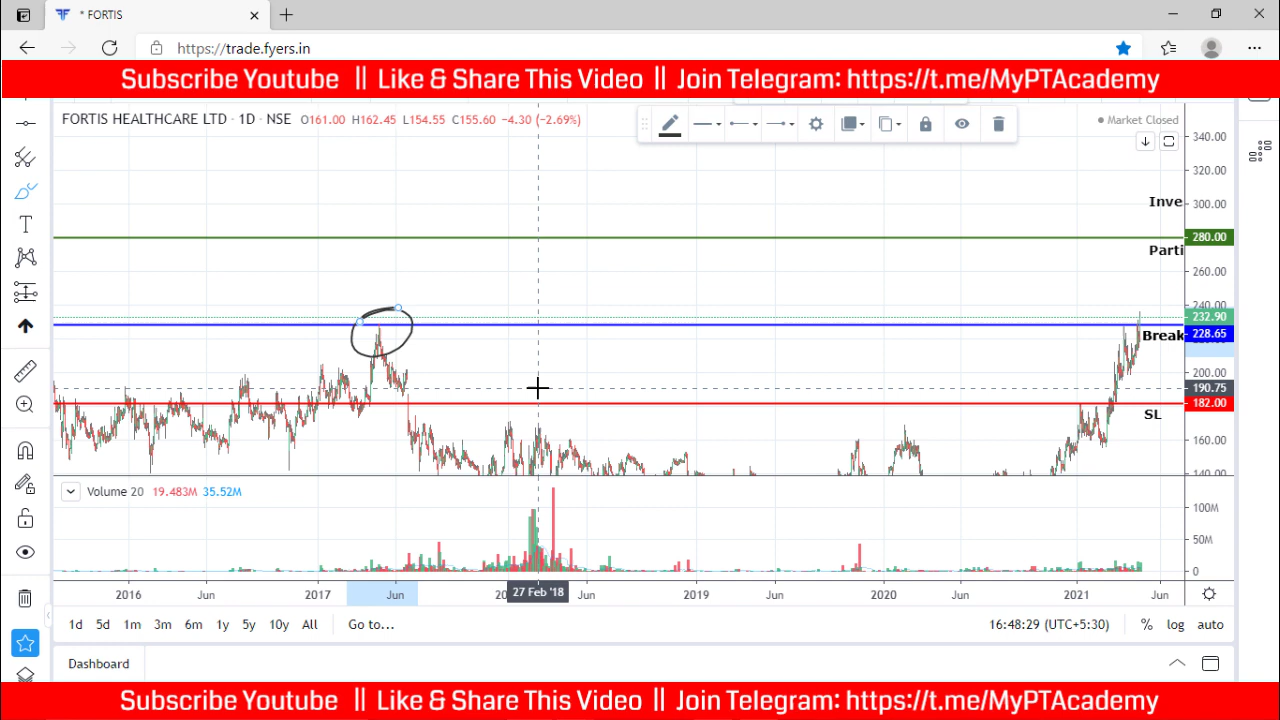 * FORTIS
https://trade.fyers.in
Subscribe Youtube || Like & Share This Video || Join Telegram: https://t.me/MyPTAcademy
FORTIS HEALTHCARE LTD · 1D · NSE O161.00 H162.45 L154.55 C155.60 −4.30 (−2.69%)
Market Closed
340.00
320.00
Inve
300.00
280.00
Parti
260.00
240.00
232.90
Break
228.65
200.00
190.75
182.00
SL
160.00
140.00
Volume 20 19.483M 35.52M
100M
50M
0
2016 Jun 2017 Jun 27 Feb '18 Jun 2019 Jun 2020 Jun 2021 Jun
1d 5d 1m 3m 6m 1y 5y 10y All Go to...
16:48:29 (UTC+5:30) % log auto
Dashboard
Subscribe Youtube || Like & Share This Video || Join Telegram: https://t.me/MyPTAcademy